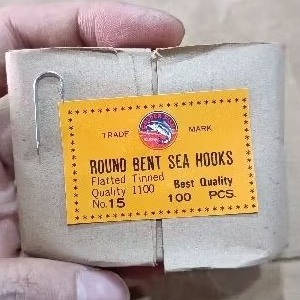 TRADE MARK
ROUND BENT SEA HOOKS
Flatted Tinned
Quality 1100 Best Quality
No. 15 100 PCS.